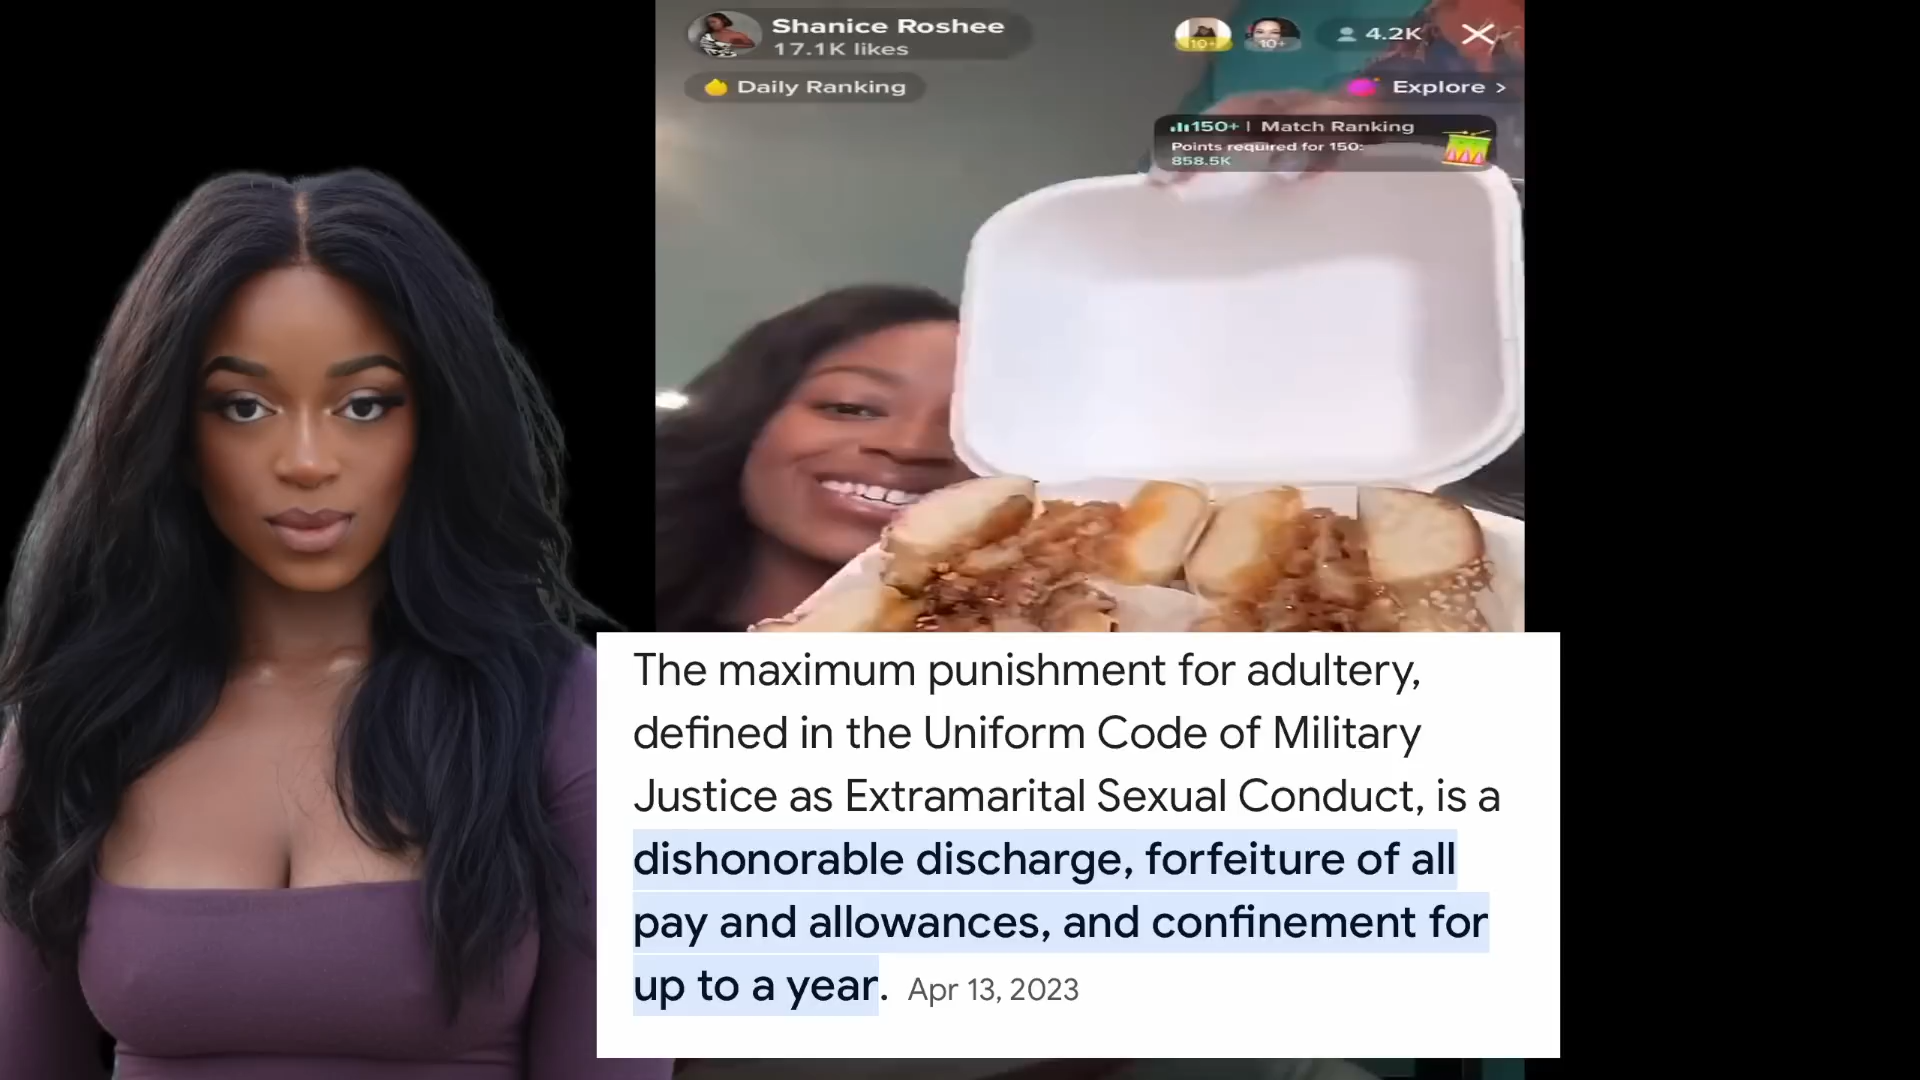 Shanice Roshee
17.1K likes
10+
10+
4.2K
Daily Ranking
Explore >
150+ | Match Ranking
Points required for 150:
858.5K
The maximum punishment for adultery,
defined in the Uniform Code of Military
Justice as Extramarital Sexual Conduct, is a
dishonorable discharge, forfeiture of all
pay and allowances, and confinement for
up to a year. Apr 13, 2023